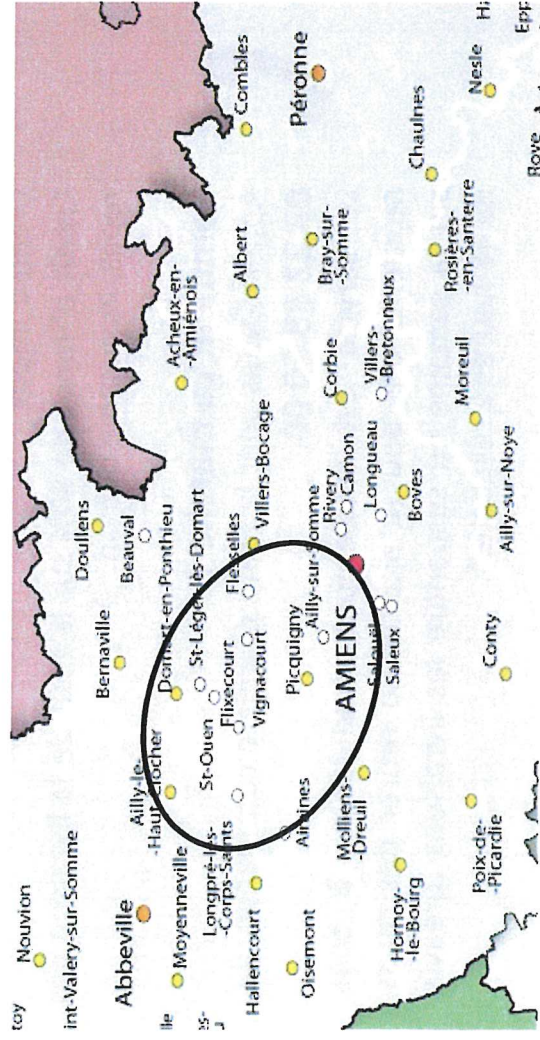 toy
Nouvion
int-Valery-sur-Somme
Abbeville
lle
Moyenneville
Ailly-le-
-Haut-Clocher
Longpré-les-
-Corps-Saints
Hallencourt
Oisemont
Airaines
Hornoy-
-le-Bourg
Poix-de-
-Picardie
Molliens-
-Dreuil
Bernaville
Domart-en-Ponthieu
St-Léger-lès-Domart
St-Ouen
Flixecourt
Vignacourt
Flesselles
Villers-Bocage
Picquigny
Ailly-sur-Somme
AMIENS
Salouël
Saleux
Conty
Doullens
Beauval
Acheux-en-
-Amiénois
Albert
Combles
Péronne
Bray-sur-
-Somme
Corbie
Rivery
Camon
Longueau
Villers-
-Bretonneux
Boves
Ailly-sur-Noye
Moreuil
Rosières-
-en-Santerre
Chaulnes
Nesle
Roye
Hi
Epp